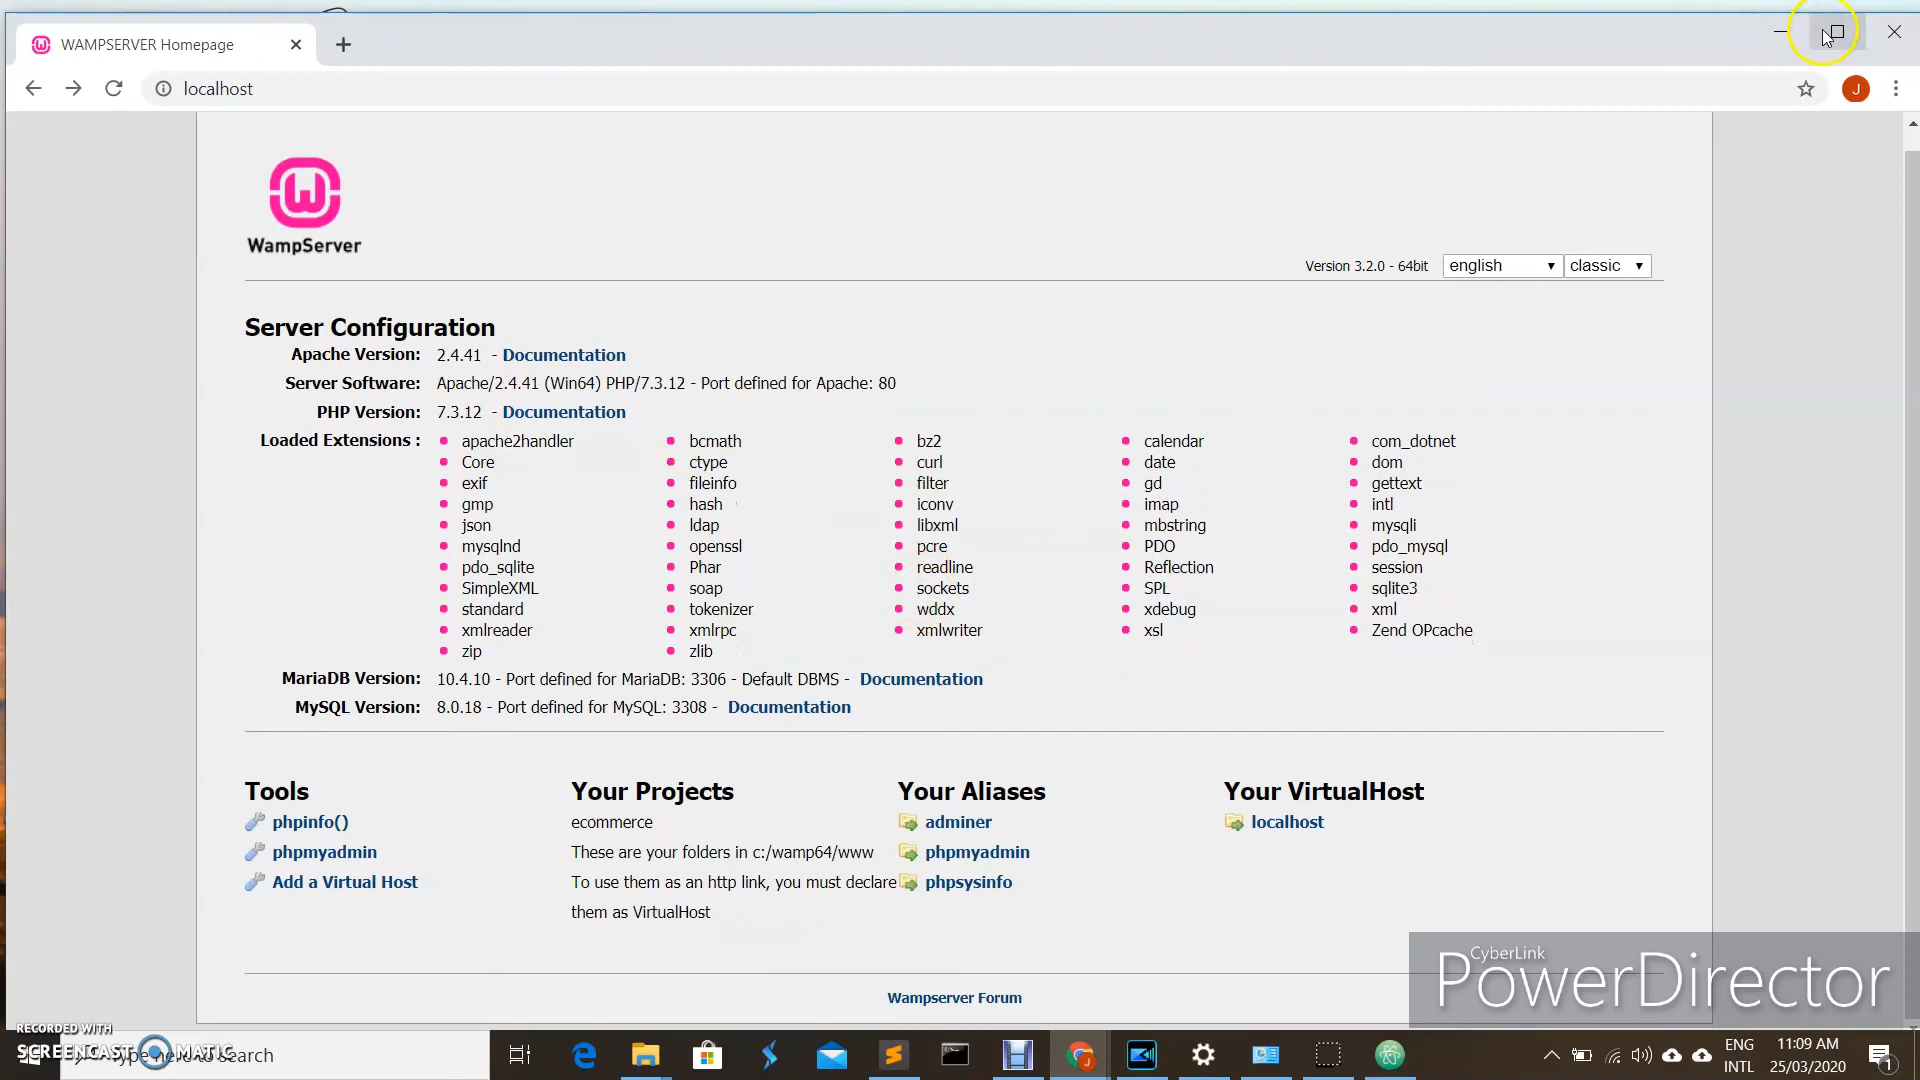 WAMPSERVER Homepage
localhost
J
WampServer
Version 3.2.0 - 64bit english classic
Server Configuration
Apache Version: 2.4.41 - Documentation
Server Software: Apache/2.4.41 (Win64) PHP/7.3.12 - Port defined for Apache: 80
PHP Version: 7.3.12 - Documentation
Loaded Extensions : apache2handler bcmath bz2 calendar com_dotnet
Core ctype curl date dom
exif fileinfo filter gd gettext
gmp hash iconv imap intl
json ldap libxml mbstring mysqli
mysqlnd openssl pcre PDO pdo_mysql
pdo_sqlite Phar readline Reflection session
SimpleXML soap sockets SPL sqlite3
standard tokenizer wddx xdebug xml
xmlreader xmlrpc xmlwriter xsl Zend OPcache
zip zlib
MariaDB Version: 10.4.10 - Port defined for MariaDB: 3306 - Default DBMS - Documentation
MySQL Version: 8.0.18 - Port defined for MySQL: 3308 - Documentation
Tools
phpinfo()
phpmyadmin
Add a Virtual Host
Your Projects
ecommerce
These are your folders in c:/wamp64/www
To use them as an http link, you must declare
them as VirtualHost
Your Aliases
adminer
phpmyadmin
phpsysinfo
Your VirtualHost
localhost
Wampserver Forum
CyberLink
PowerDirector
RECORDED WITH
SCREENCAST MATIC
Type here to search
ENG
INTL
11:09 AM
25/03/2020
1